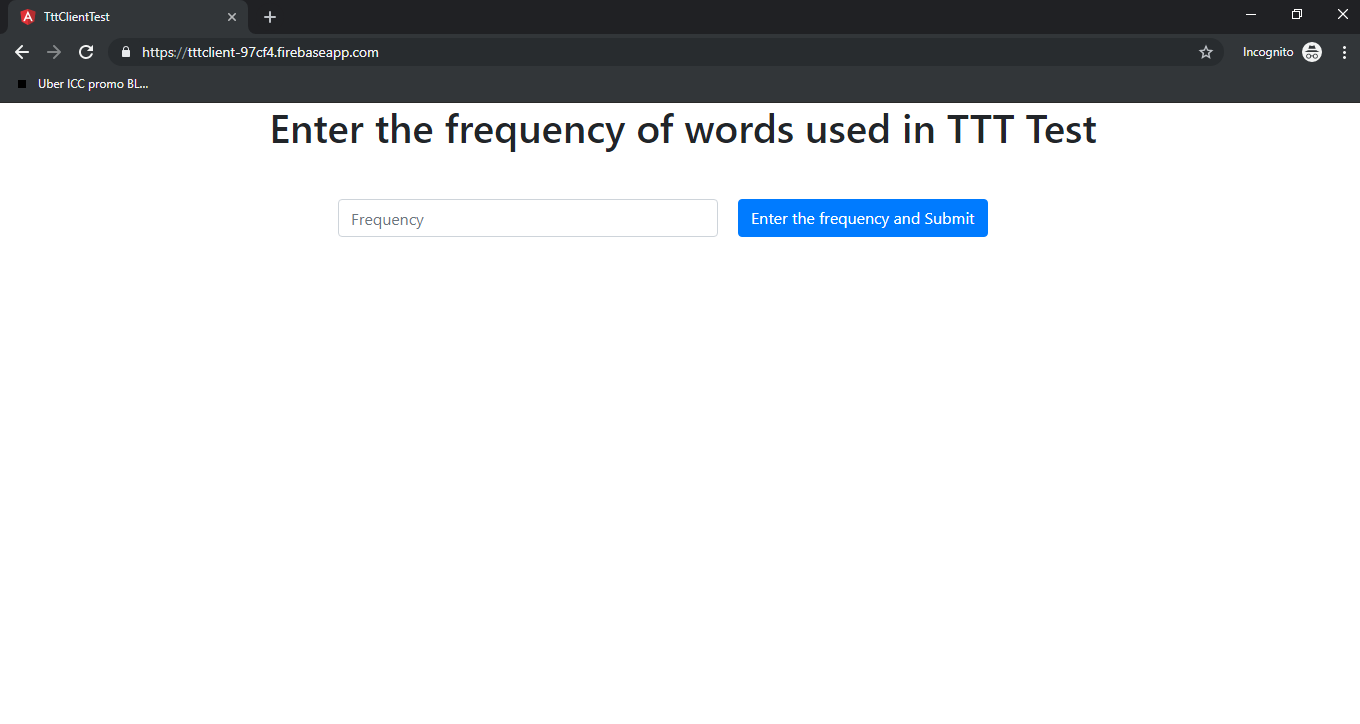 TttClientTest
https://tttclient-97cf4.firebaseapp.com
Incognito
Uber ICC promo BL...
Enter the frequency of words used in TTT Test
Frequency
Enter the frequency and Submit